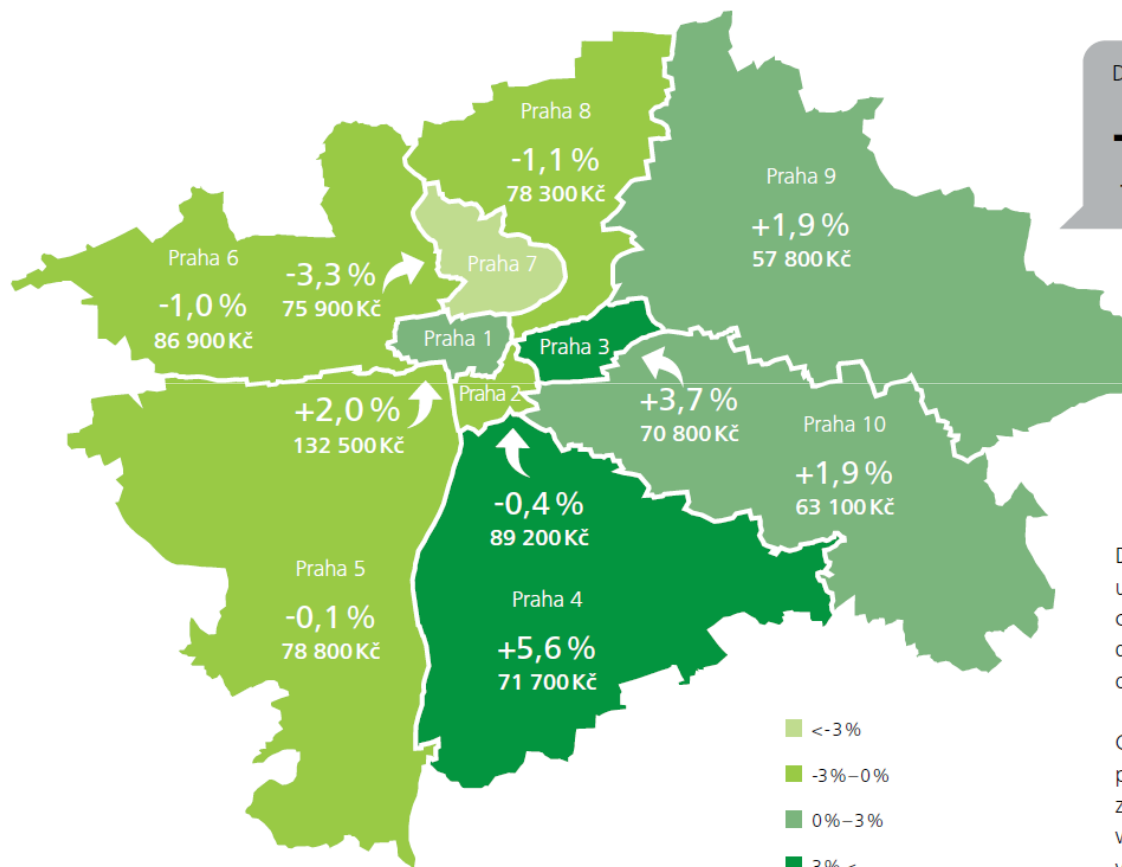 Praha 8
-1,1 %
78 300 Kč
Praha 9
+1,9 %
57 800 Kč
Praha 6
-1,0 %
86 900 Kč
-3,3 %
75 900 Kč
Praha 7
Praha 1
Praha 3
Praha 2
+2,0 %
132 500 Kč
+3,7 %
70 800 Kč
Praha 10
+1,9 %
63 100 Kč
-0,4 %
89 200 Kč
Praha 5
-0,1 %
78 800 Kč
Praha 4
+5,6 %
71 700 Kč
<-3 %
-3 %–0 %
0 %–3 %
3 % <